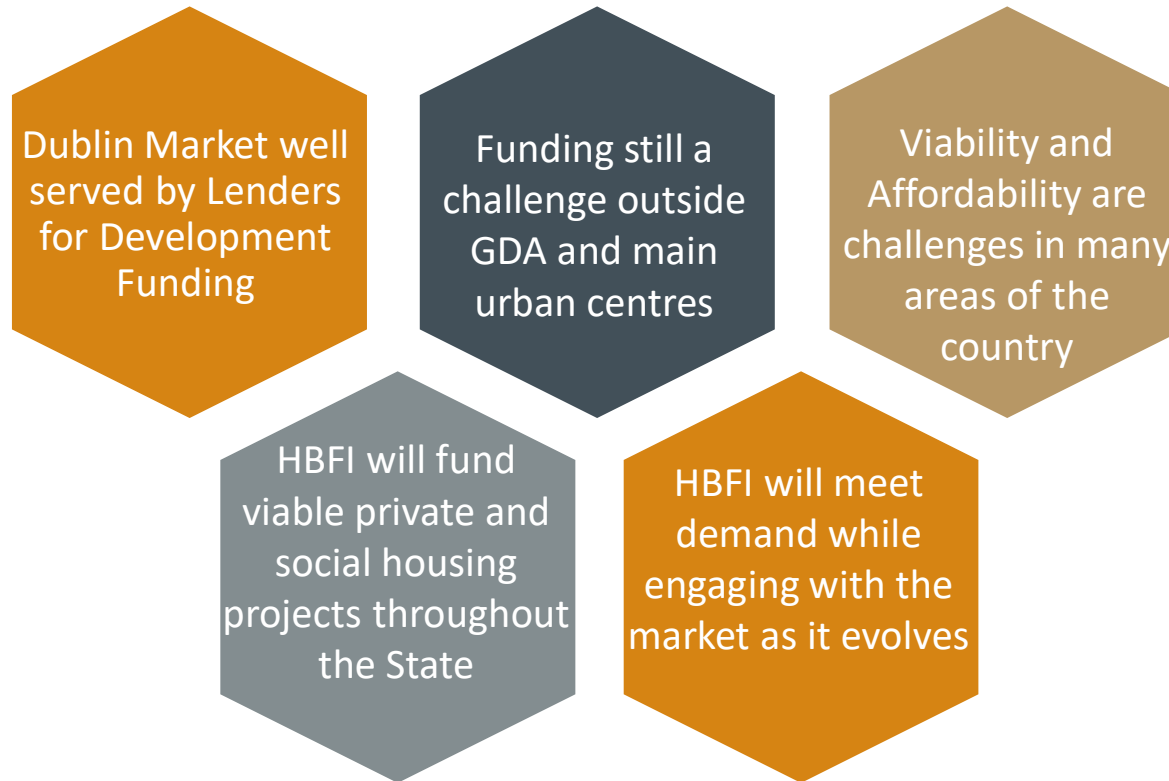 Dublin Market well
served by Lenders
for Development
Funding
Funding still a
challenge outside
GDA and main
urban centres
Viability and
Affordability are
challenges in many
areas of the
country
HBFI will fund
viable private and
social housing
projects throughout
the State
HBFI will meet
demand while
engaging with the
market as it evolves